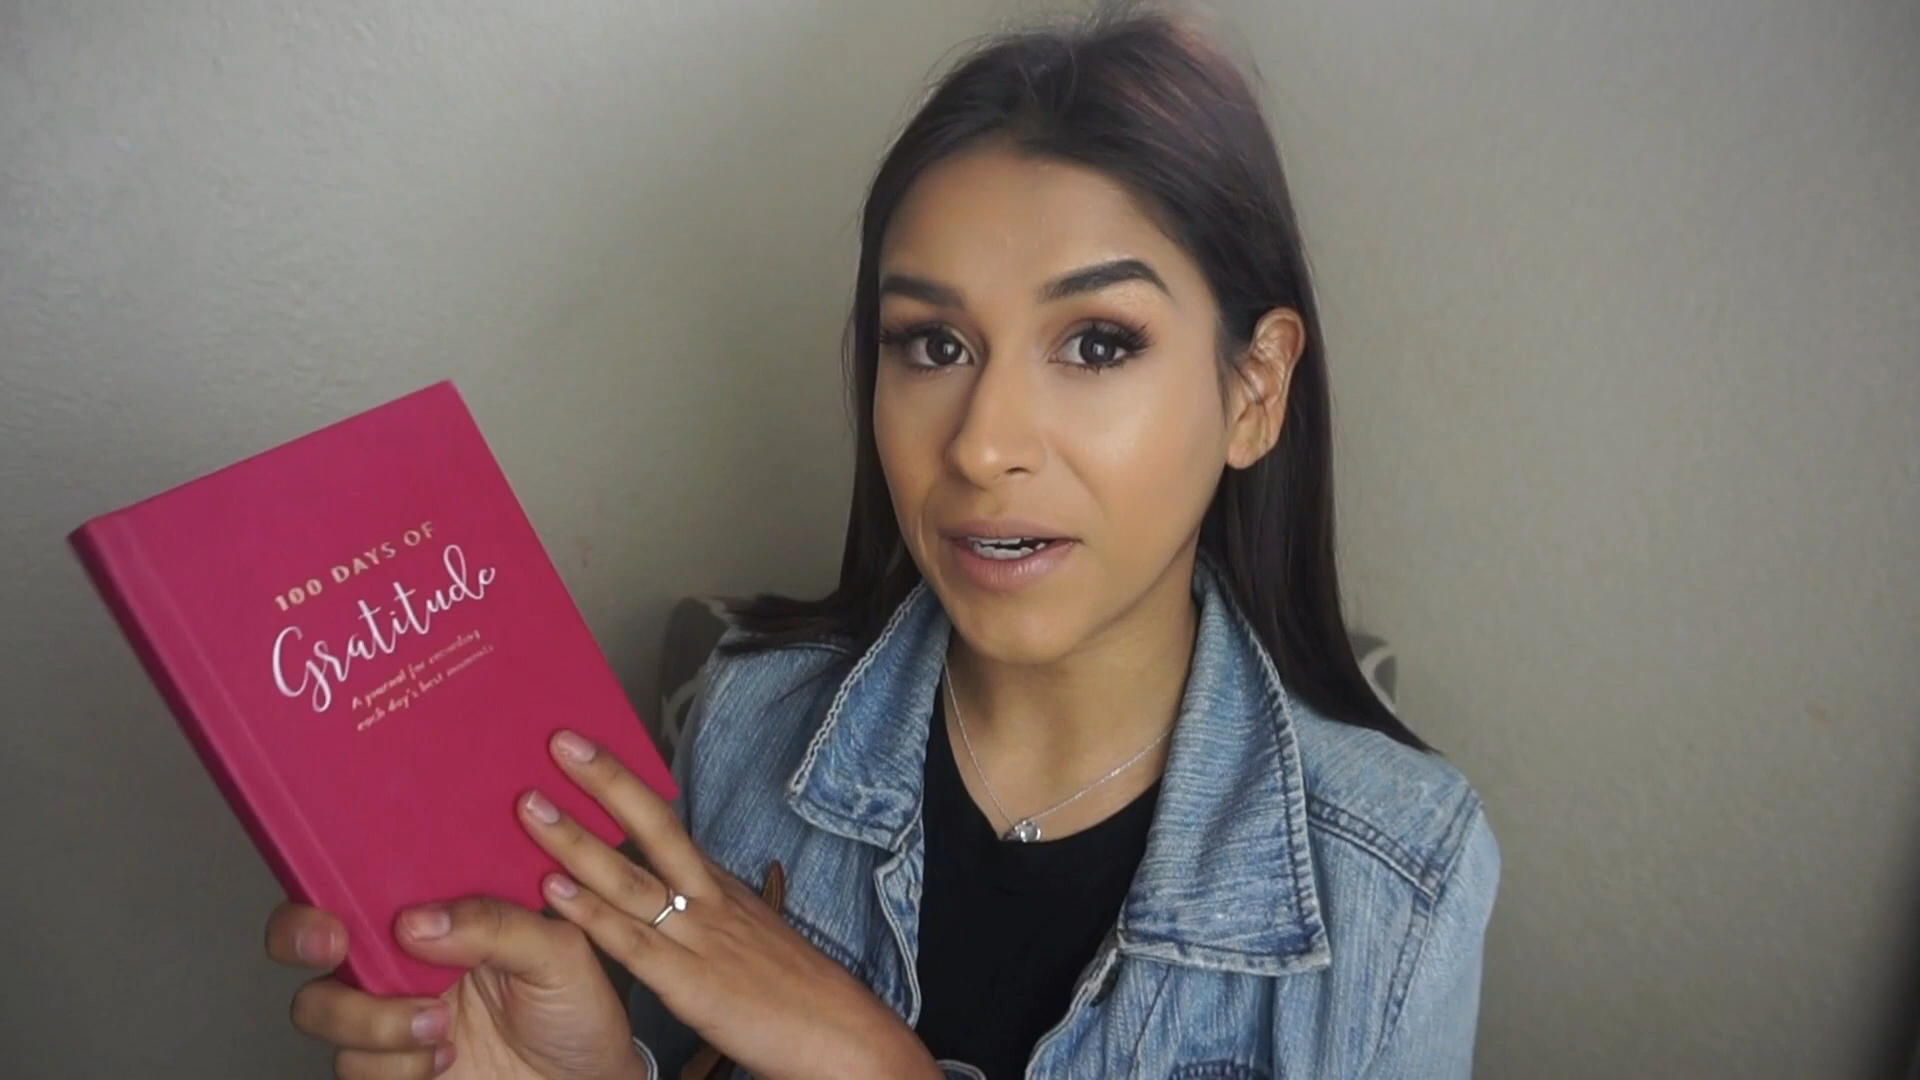 100 DAYS OF
Gratitude
A journal for recording
each day's best moments